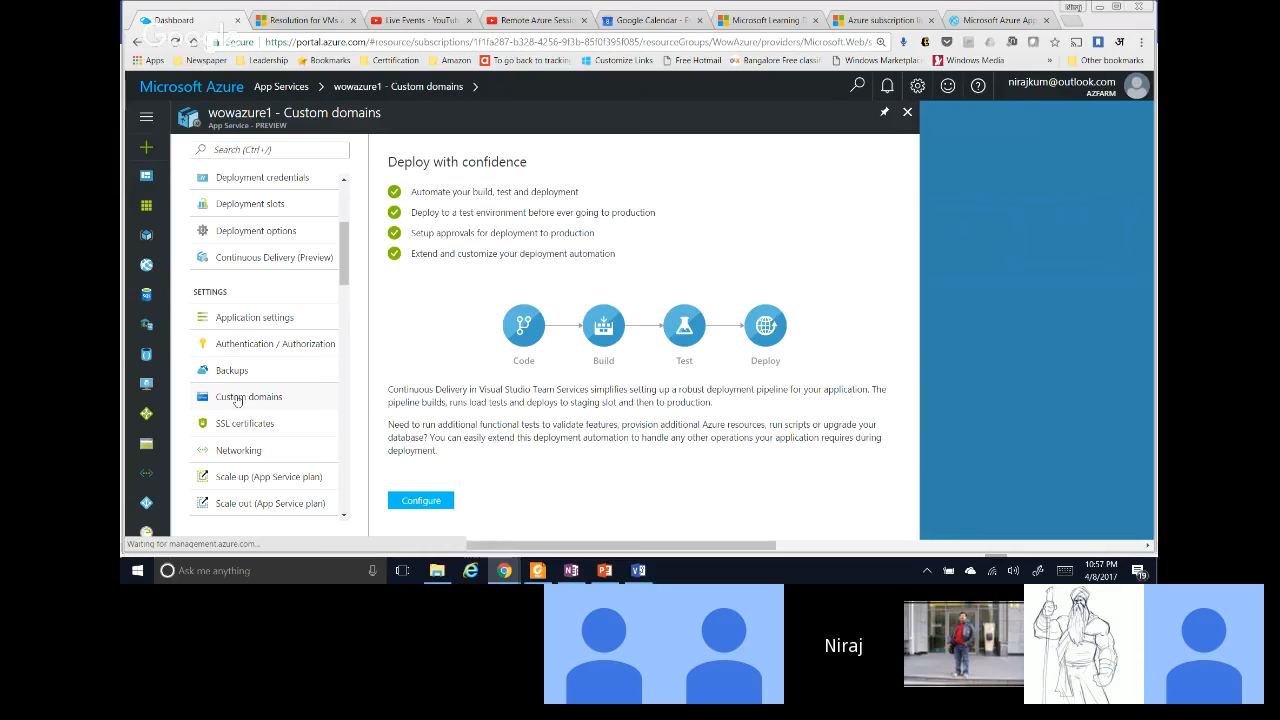 Niraj
Dashboard
Resolution for VMs a
Live Events - YouTu
Remote Azure Sessi
Google Calendar - F
Microsoft Learning
Azure subscription li
Microsoft Azure App
Google
Secure
https://portal.azure.com/#resource/subscriptions/1f1fa287-b328-4256-9f3b-85f0f395f085/resourceGroups/WowAzure/providers/Microsoft.Web/s
Apps
Newspaper
Leadership
Bookmarks
Certification
Amazon
To go back to tracking
Customize Links
Free Hotmail
Bangalore Free classif
Windows Marketplac
Windows Media
»
Other bookmarks
Microsoft Azure
App Services
wowazure1 - Custom domains
nirajkum@outlook.com
AZFARM
wowazure1 - Custom domains
App Service - PREVIEW
Search (Ctrl+/)
Deployment credentials
Deployment slots
Deployment options
Continuous Delivery (Preview)
SETTINGS
Application settings
Authentication / Authorization
Backups
Custom domains
SSL certificates
Networking
Scale up (App Service plan)
Scale out (App Service plan)
Deploy with confidence
Automate your build, test and deployment
Deploy to a test environment before ever going to production
Setup approvals for deployment to production
Extend and customize your deployment automation
Code
Build
Test
Deploy
Continuous Delivery in Visual Studio Team Services simplifies setting up a robust deployment pipeline for your application. The
pipeline builds, runs load tests and deploys to staging slot and then to production.
Need to run additional functional tests to validate features, provision additional Azure resources, run scripts or upgrade your
database? You can easily extend this deployment automation to handle any other operations your application requires during
deployment.
Configure
Waiting for management.azure.com...
Ask me anything
10:57 PM
4/8/2017
19
Niraj